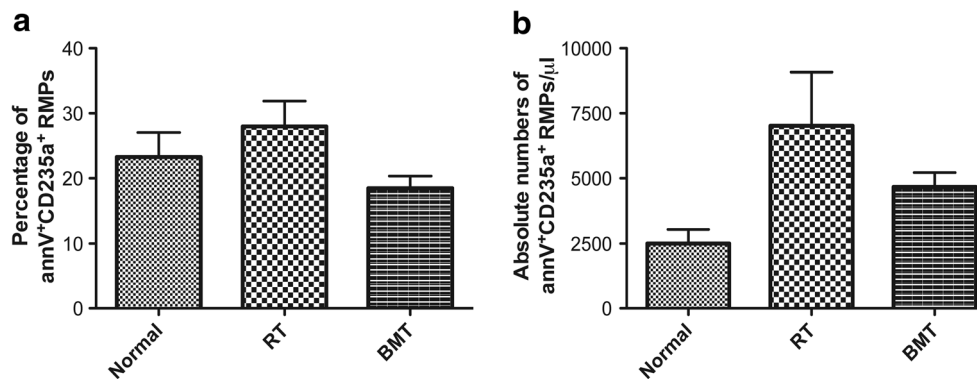 a
Percentage of
annV⁺CD235a⁺ RMPs
40
30
20
10
0
Normal
RT
BMT
b
Absolute numbers of
annV⁺CD235a⁺ RMPs/μl
10000
7500
5000
2500
0
Normal
RT
BMT